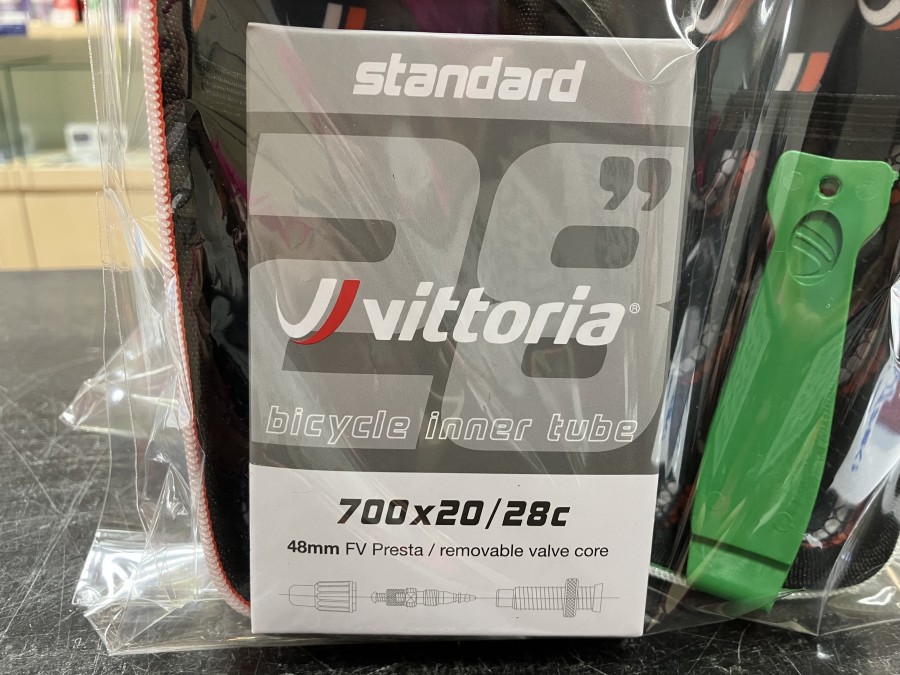 standard
28”
vittoria®
bicycle inner tube
700x20/28c
48mm FV Presta / removable valve core